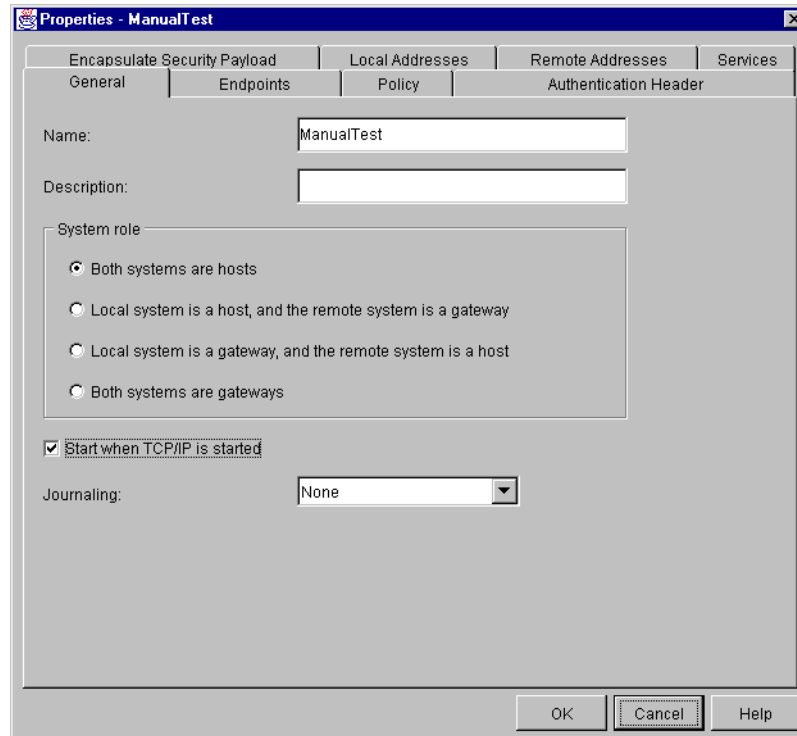 Properties - ManualTest
Encapsulate Security Payload Local Addresses Remote Addresses Services
General Endpoints Policy Authentication Header
Name: ManualTest
Description:
System role
Both systems are hosts
Local system is a host, and the remote system is a gateway
Local system is a gateway, and the remote system is a host
Both systems are gateways
Start when TCP/IP is started
Journaling: None
OK Cancel Help